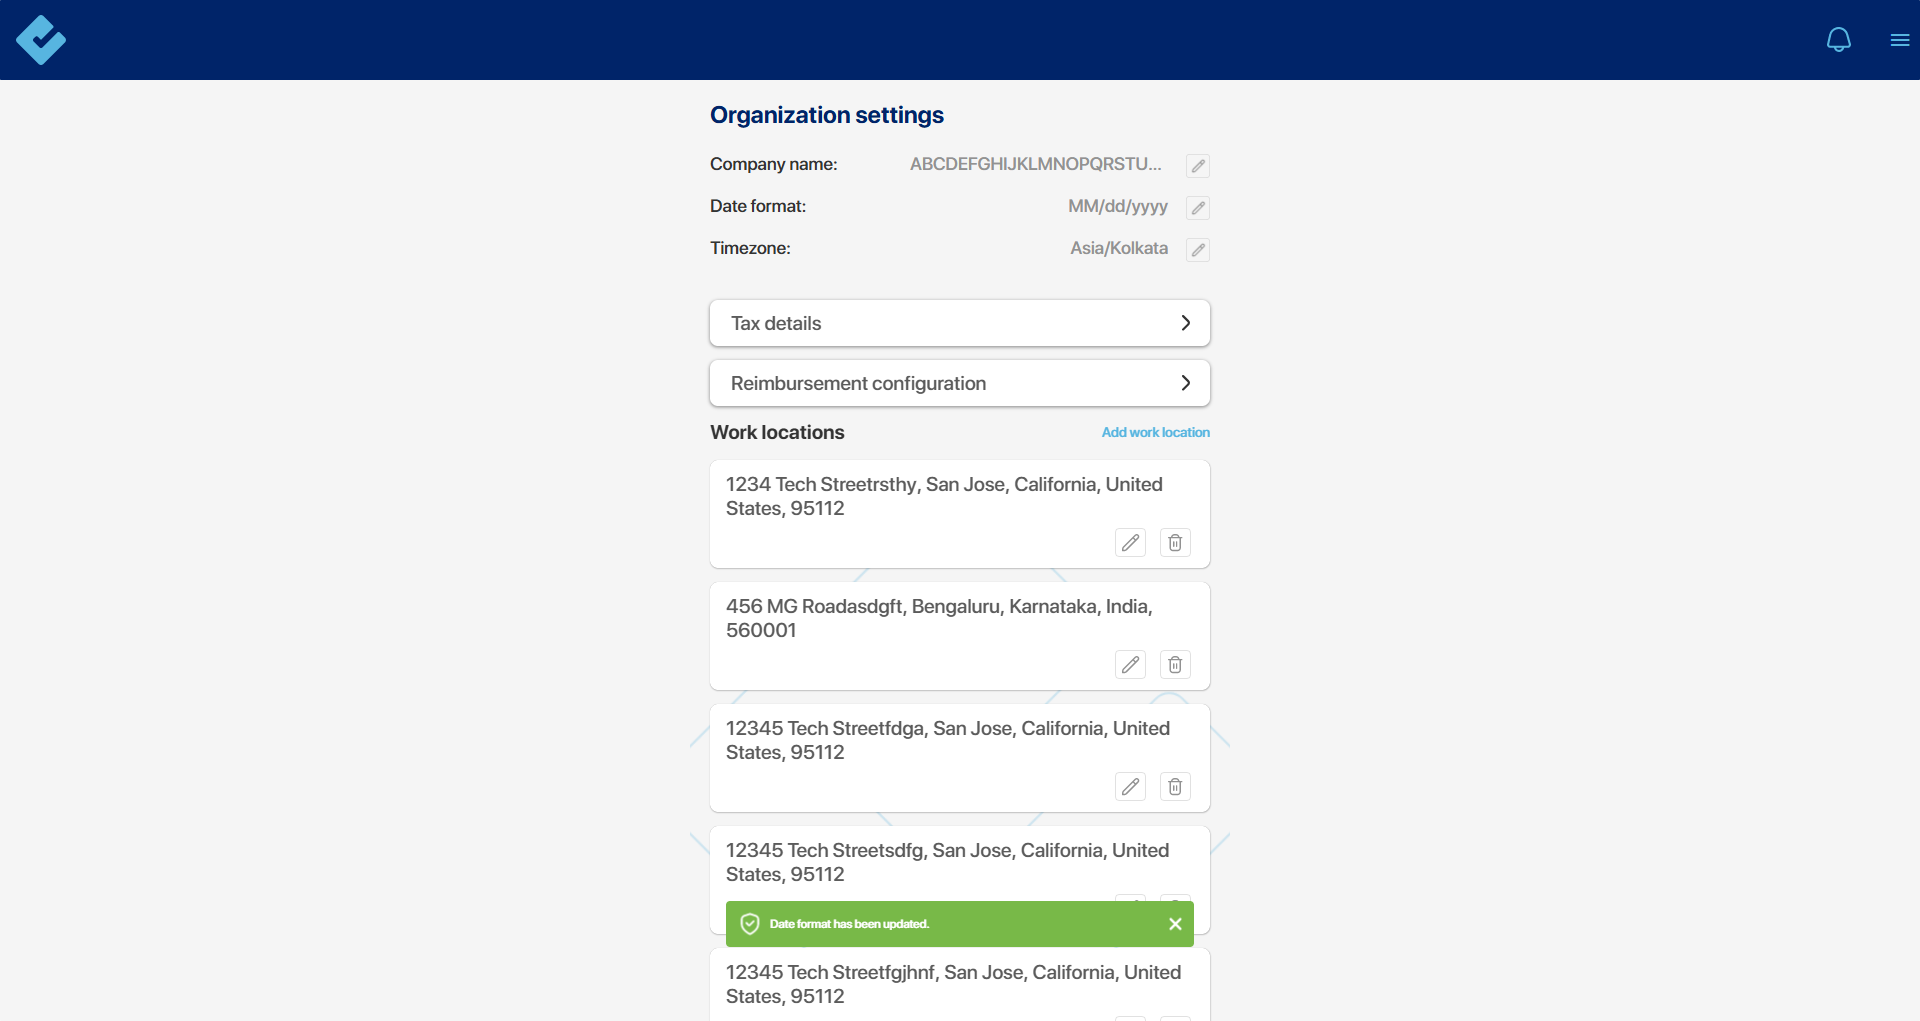 Organization settings
Company name: ABCDEFGHIJKLMNOPQRSTU...
Date format: MM/dd/yyyy
Timezone: Asia/Kolkata
Tax details
Reimbursement configuration
Work locations Add work location
1234 Tech Streetrsthy, San Jose, California, United
States, 95112
456 MG Roadasdgft, Bengaluru, Karnataka, India,
560001
12345 Tech Streetfdga, San Jose, California, United
States, 95112
12345 Tech Streetsdfg, San Jose, California, United
States, 95112
Date format has been updated.
12345 Tech Streetfgjhnf, San Jose, California, United
States, 95112